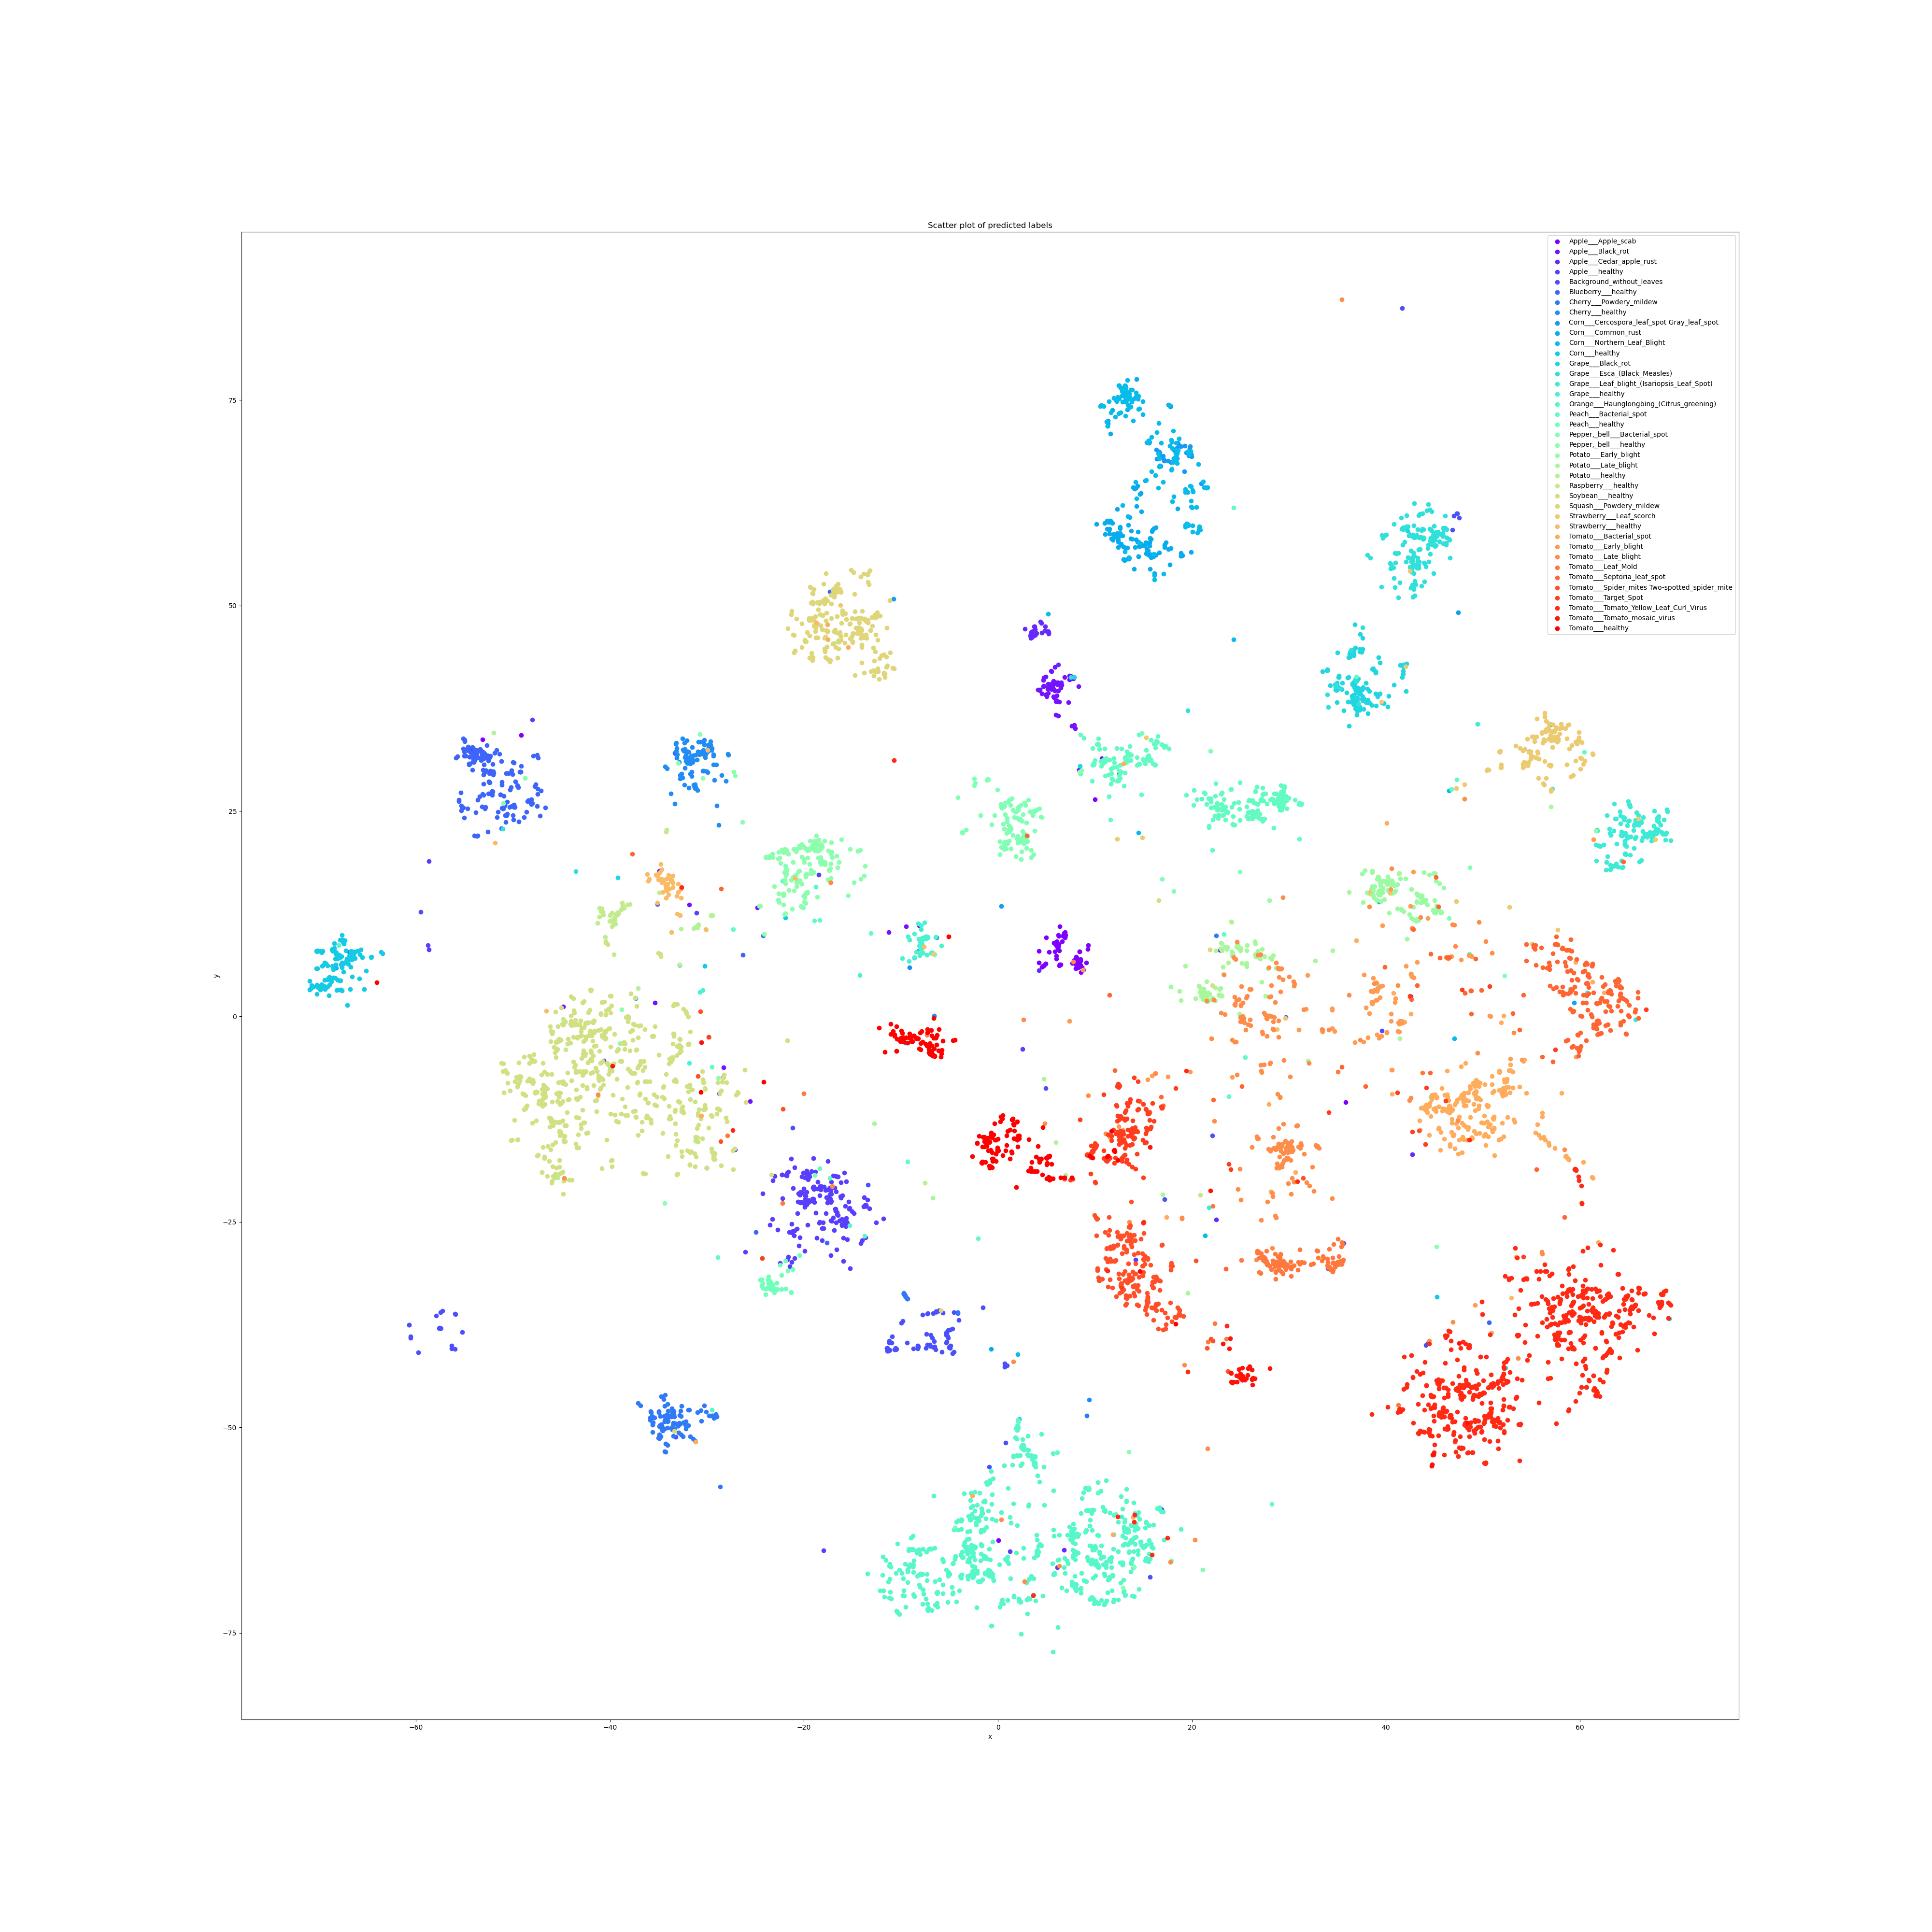 Scatter plot of predicted labels
Apple___Apple_scab
Apple___Black_rot
Apple___Cedar_apple_rust
Apple___healthy
Background_without_leaves
Blueberry___healthy
Cherry___Powdery_mildew
Cherry___healthy
Corn___Cercospora_leaf_spot Gray_leaf_spot
Corn___Common_rust
Corn___Northern_Leaf_Blight
Corn___healthy
Grape___Black_rot
Grape___Esca_(Black_Measles)
Grape___Leaf_blight_(Isariopsis_Leaf_Spot)
Grape___healthy
Orange___Haunglongbing_(Citrus_greening)
Peach___Bacterial_spot
Peach___healthy
Pepper,_bell___Bacterial_spot
Pepper,_bell___healthy
Potato___Early_blight
Potato___Late_blight
Potato___healthy
Raspberry___healthy
Soybean___healthy
Squash___Powdery_mildew
Strawberry___Leaf_scorch
Strawberry___healthy
Tomato___Bacterial_spot
Tomato___Early_blight
Tomato___Late_blight
Tomato___Leaf_Mold
Tomato___Septoria_leaf_spot
Tomato___Spider_mites Two-spotted_spider_mite
Tomato___Target_Spot
Tomato___Tomato_Yellow_Leaf_Curl_Virus
Tomato___Tomato_mosaic_virus
Tomato___healthy
75
50
25
0
−25
−50
−75
y
−60 −40 −20 0 20 40 60
x